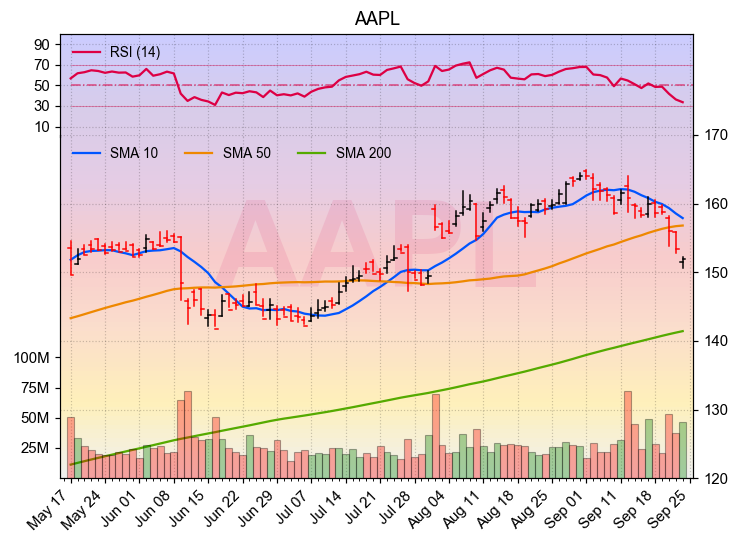 AAPL
RSI (14)
90
70
50
30
10
SMA 10 SMA 50 SMA 200
AAPL
170
160
150
140
130
120
100M
75M
50M
25M
May 17 May 24 Jun 01 Jun 08 Jun 15 Jun 22 Jun 29 Jul 07 Jul 14 Jul 21 Jul 28 Aug 04 Aug 11 Aug 18 Aug 25 Sep 01 Sep 11 Sep 18 Sep 25